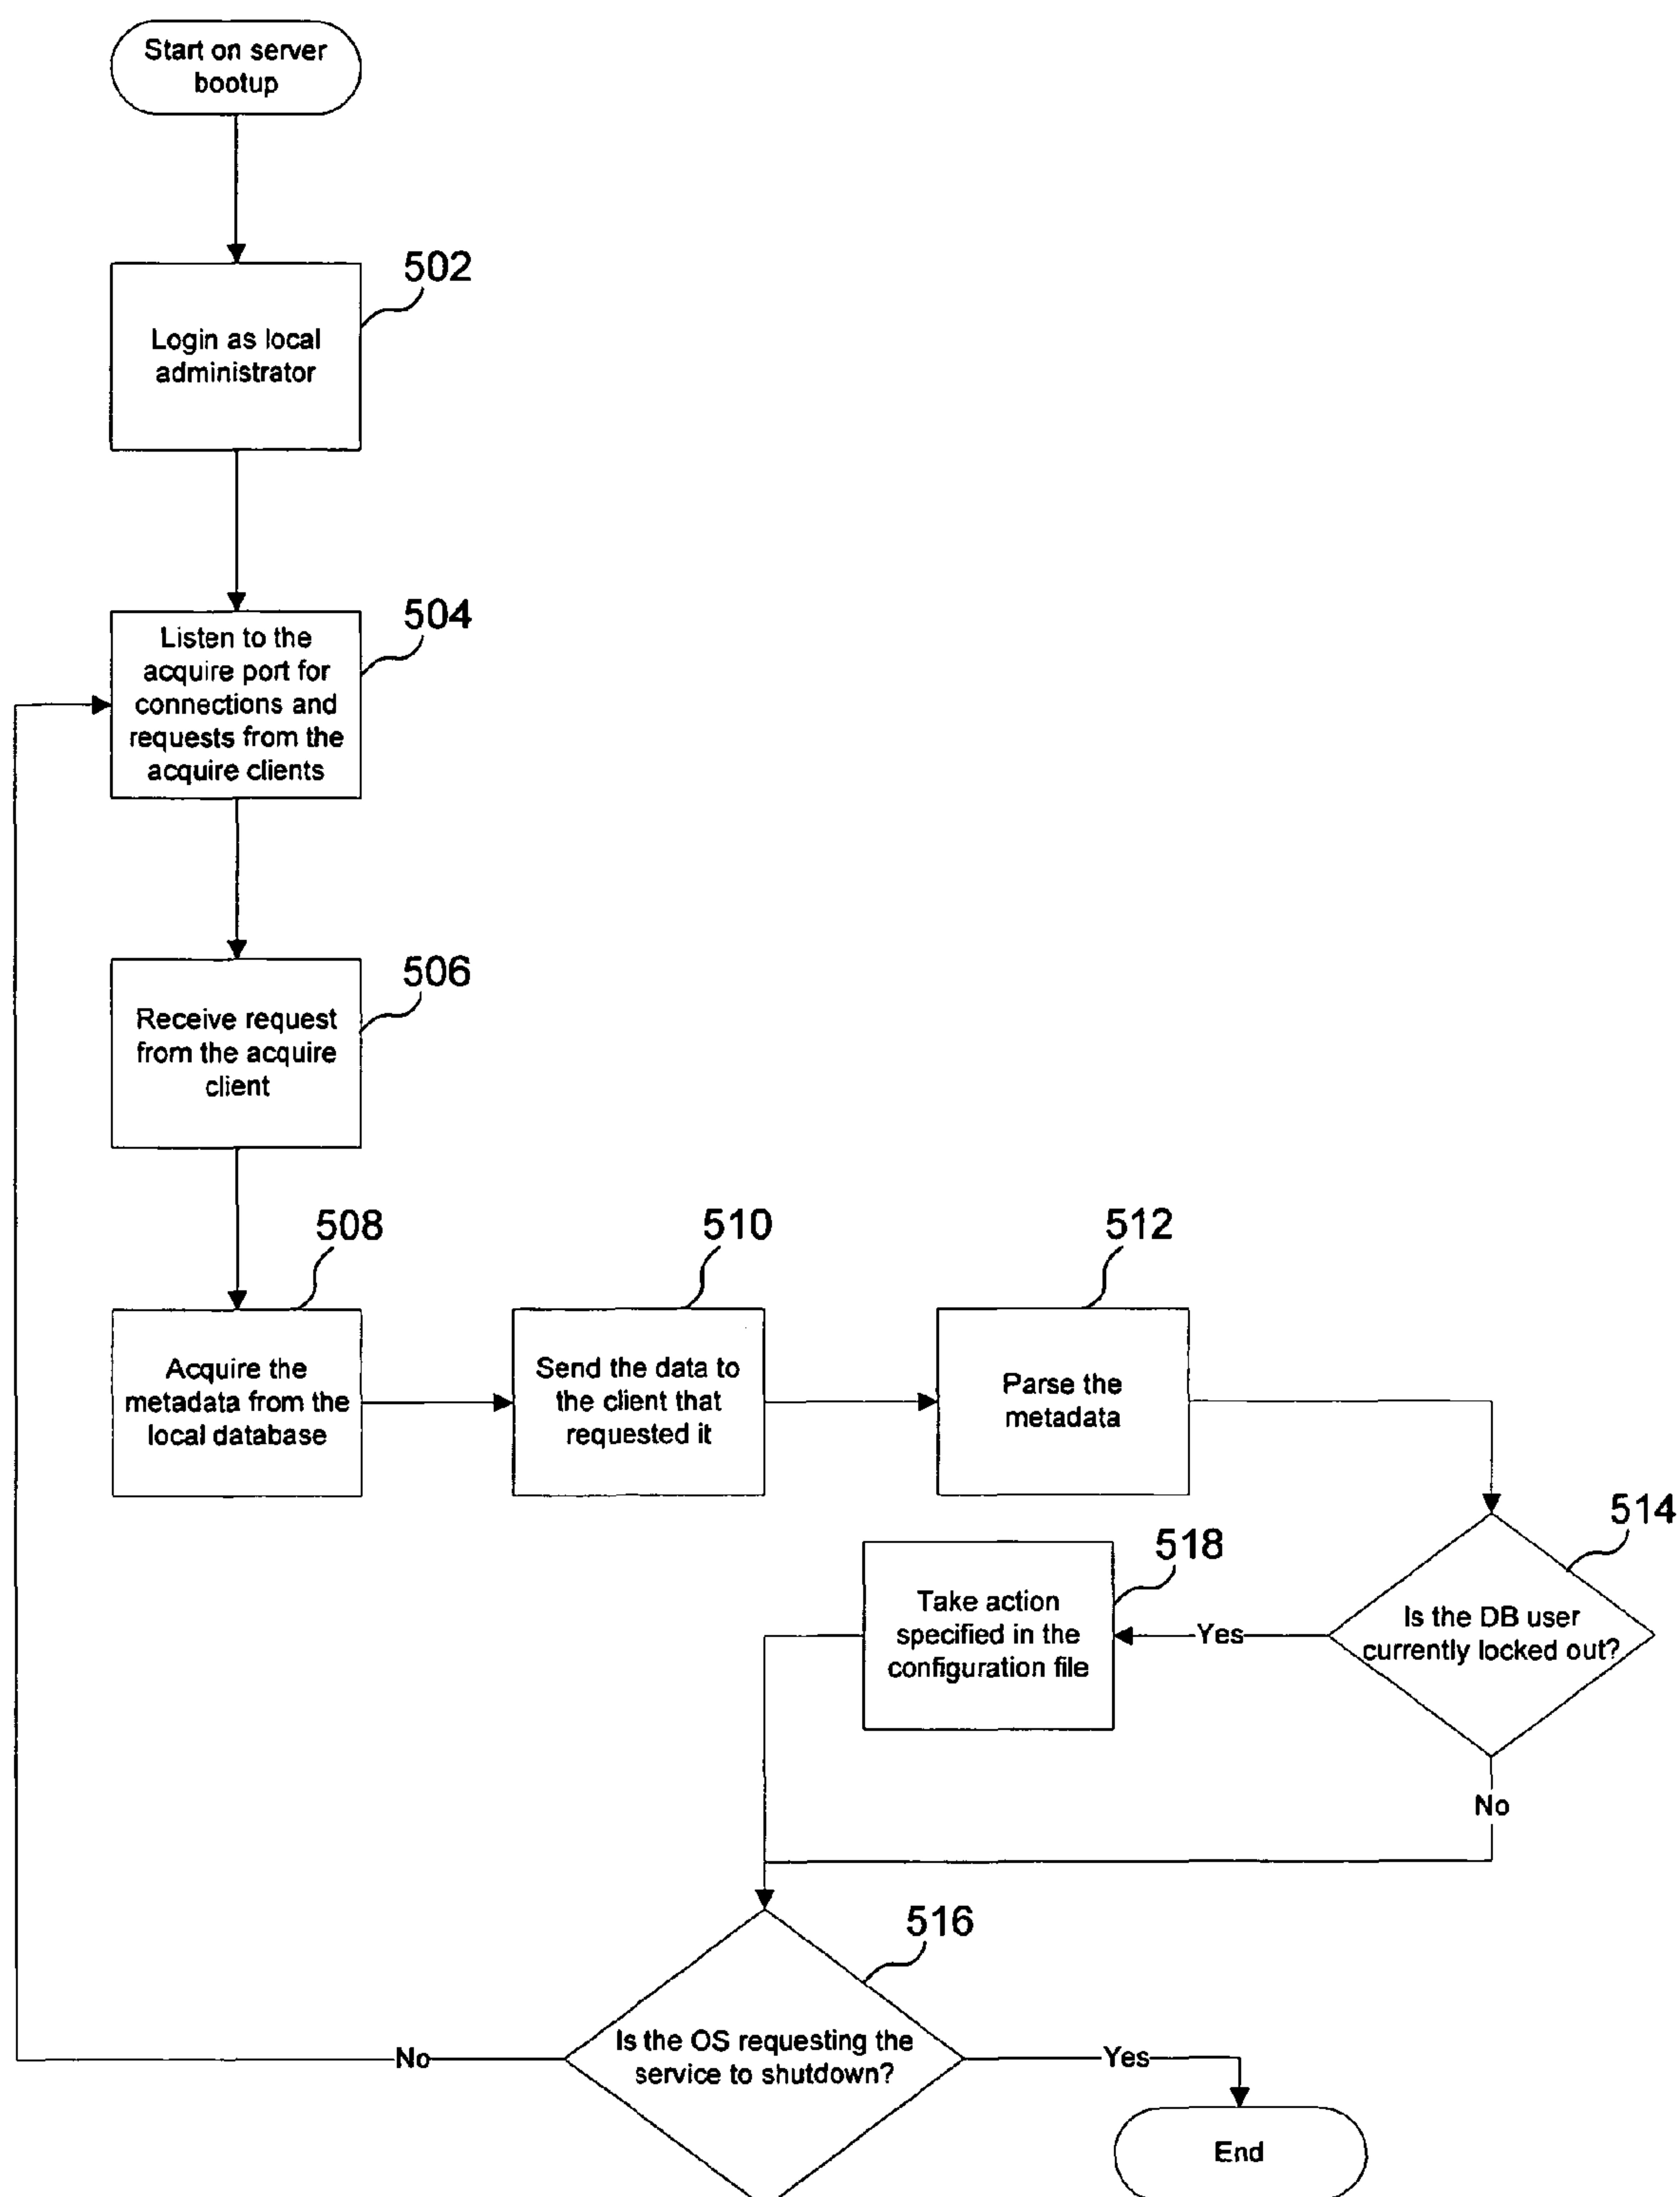 Start on server
bootup
502
Login as local
administrator
504
Listen to the
acquire port for
connections and
requests from the
acquire clients
506
Receive request
from the acquire
client
508
Acquire the
metadata from the
local database
510
Send the data to
the client that
requested it
512
Parse the
metadata
514
Is the DB user
currently locked out?
Yes
518
Take action
specified in the
configuration file
No
516
Is the OS requesting the
service to shutdown?
No
Yes
End